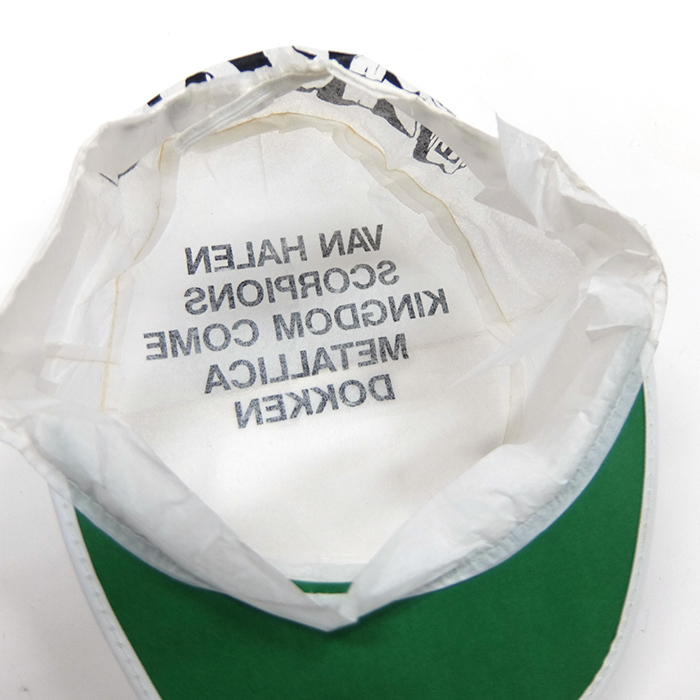 VAN HALEN
SCORPIONS
KINGDOM COME
METALLICA
DOKKEN